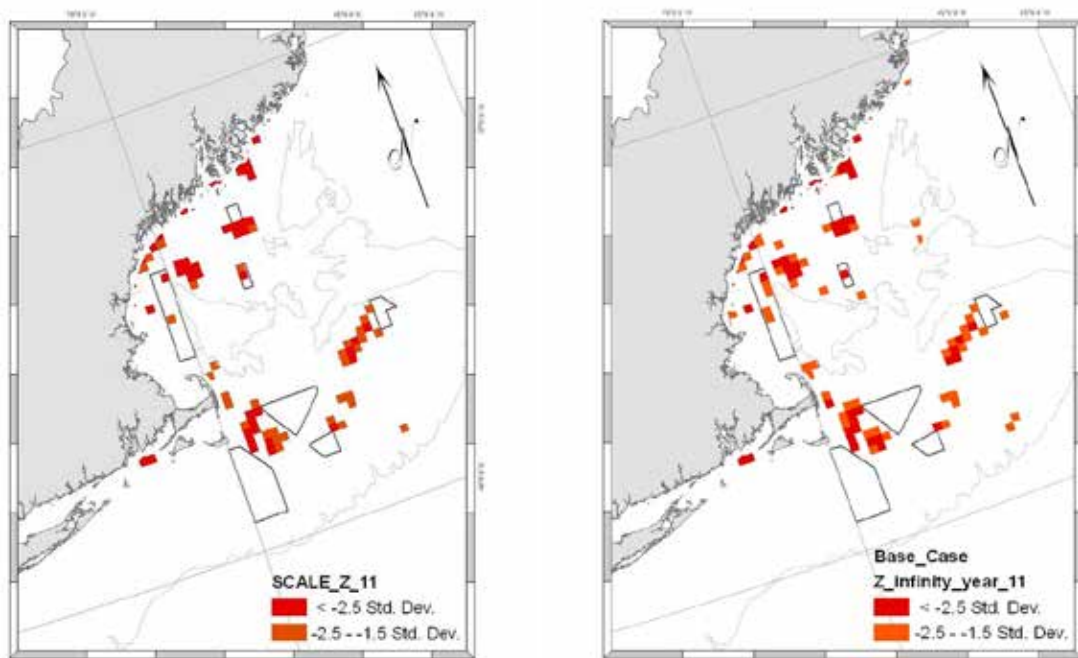 SCALE_Z_11
< -2.5 Std. Dev.
-2.5 - -1.5 Std. Dev.
Base_Case
Z_infinity_year_11
< -2.5 Std. Dev.
-2.5 - -1.5 Std. Dev.